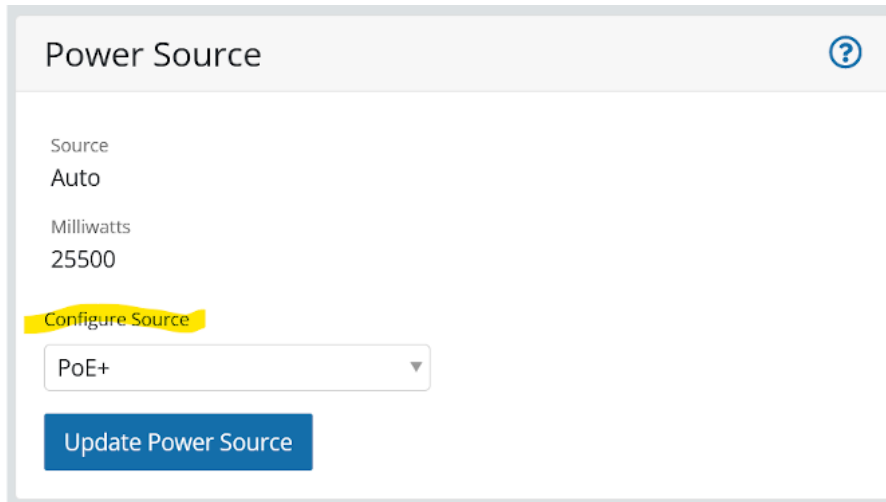 Power Source
Source
Auto
Milliwatts
25500
Configure Source
PoE+
Update Power Source